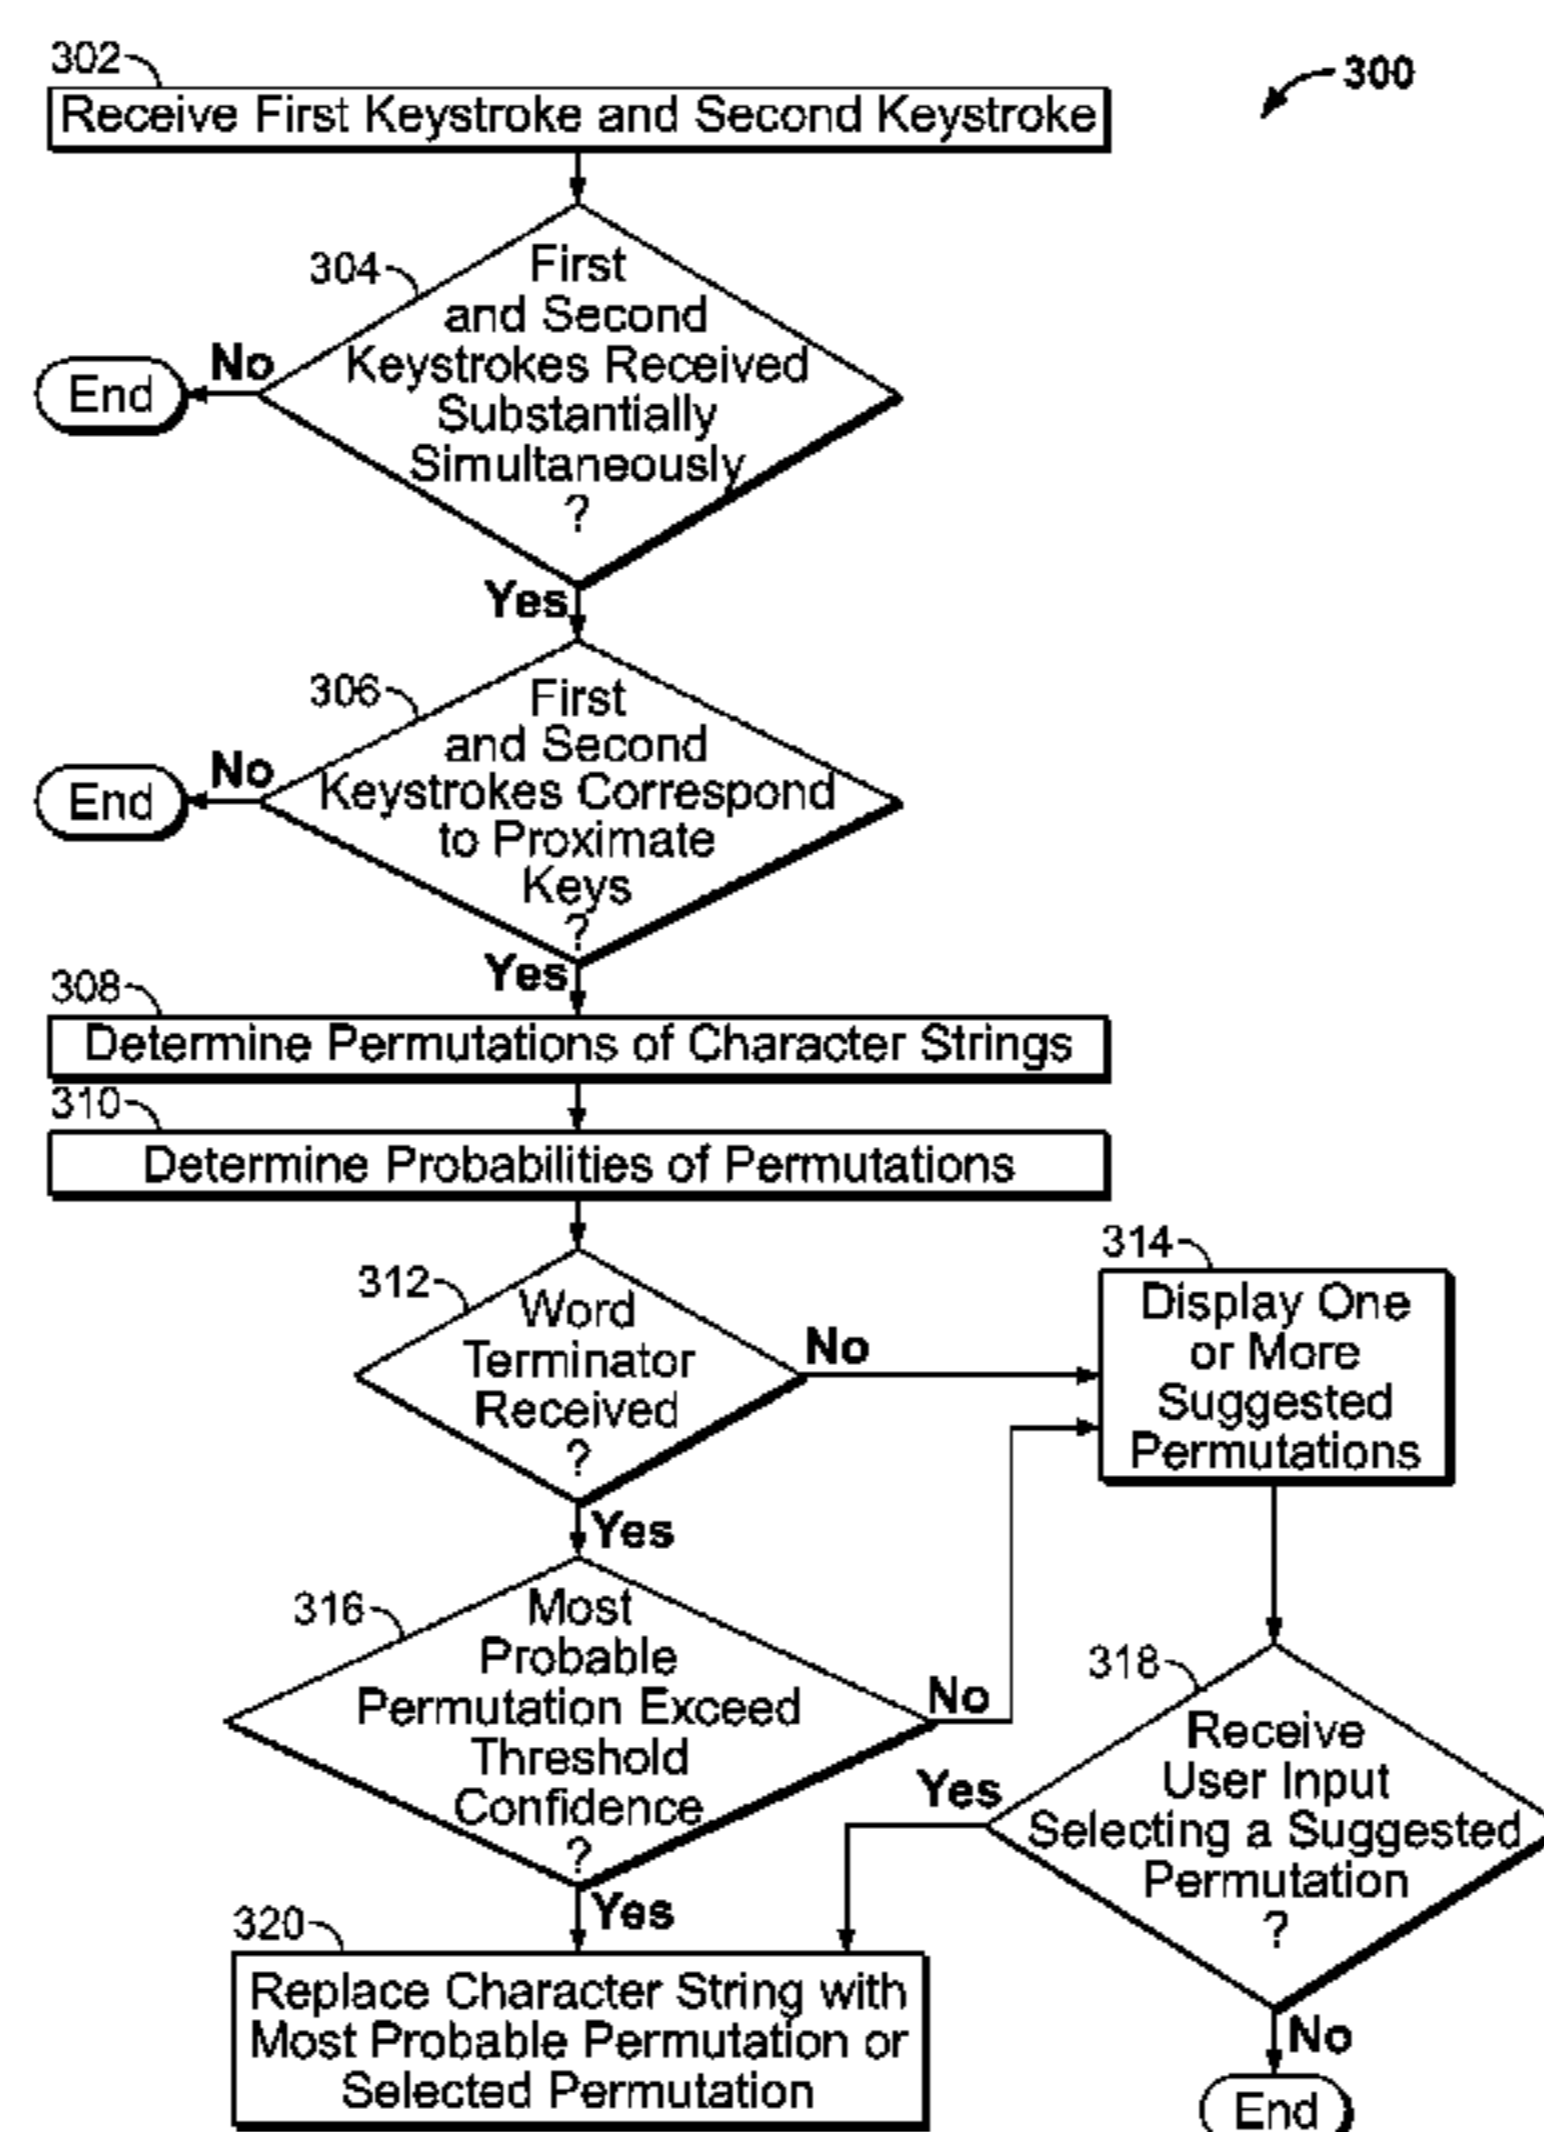 302
300
Receive First Keystroke and Second Keystroke
304
First
and Second
Keystrokes Received
Substantially
Simultaneously
?
No
End
Yes
306
First
and Second
Keystrokes Correspond
to Proximate
Keys
?
No
End
Yes
308
Determine Permutations of Character Strings
310
Determine Probabilities of Permutations
312
Word
Terminator
Received
?
No
314
Display One
or More
Suggested
Permutations
Yes
316
Most
Probable
Permutation Exceed
Threshold
Confidence
?
No
318
Receive
User Input
Selecting a Suggested
Permutation
?
Yes
Yes
320
Replace Character String with
Most Probable Permutation or
Selected Permutation
No
End